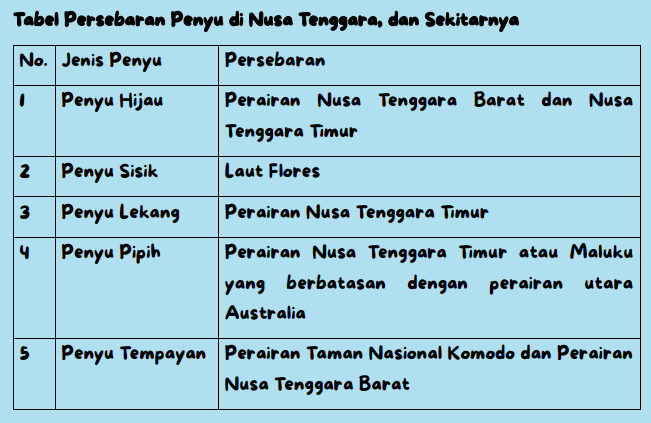 Tabel Persebaran Penyu di Nusa Tenggara, dan Sekitarnya
No. Jenis Penyu Persebaran
1 Penyu Hijau Perairan Nusa Tenggara Barat dan Nusa
Tenggara Timur
2 Penyu Sisik Laut Flores
3 Penyu Lekang Perairan Nusa Tenggara Timur
4 Penyu Pipih Perairan Nusa Tenggara Timur atau Maluku
yang berbatasan dengan perairan utara
Australia
5 Penyu Tempayan Perairan Taman Nasional Komodo dan Perairan
Nusa Tenggara Barat